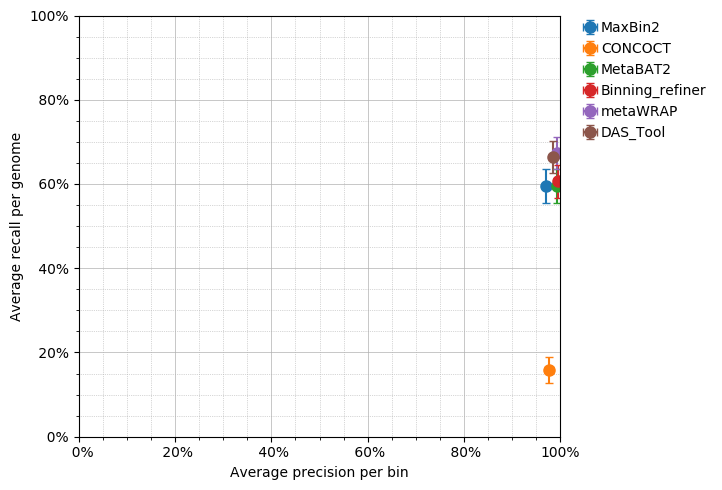 100%
80%
60%
40%
20%
0%
0%
20%
40%
60%
80%
100%
Average recall per genome
Average precision per bin
MaxBin2
CONCOCT
MetaBAT2
Binning_refiner
metaWRAP
DAS_Tool